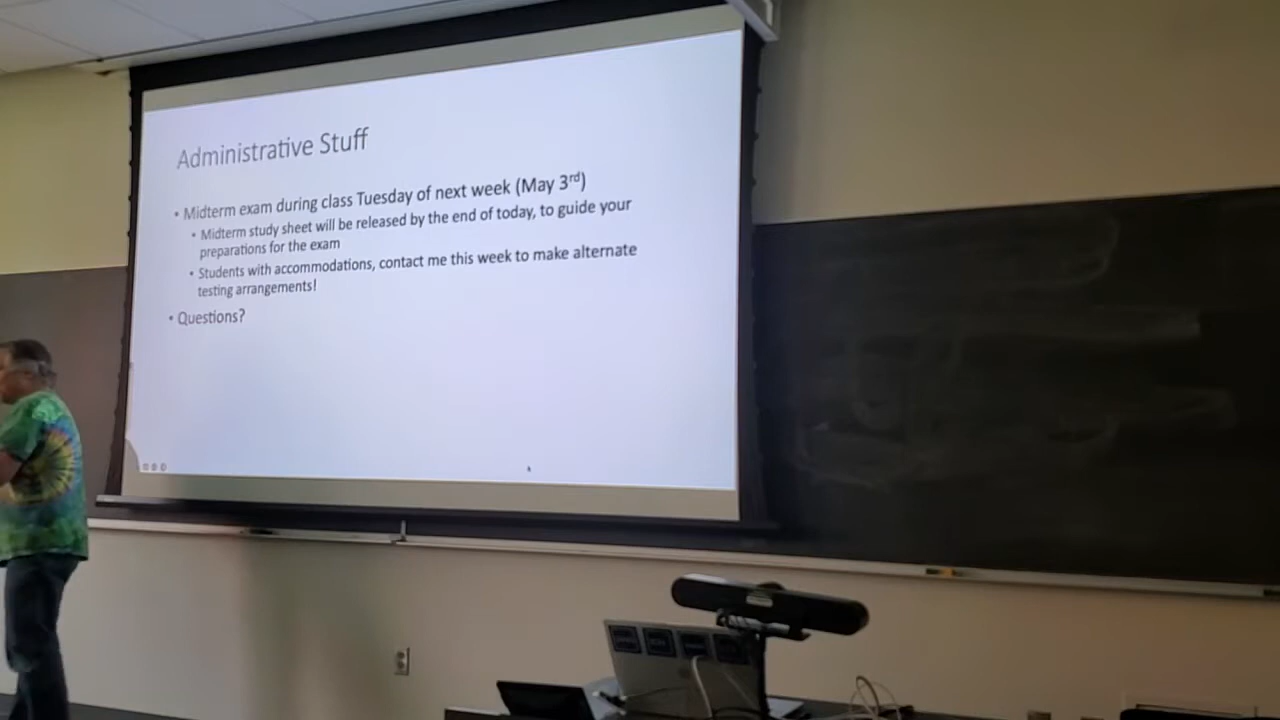 Administrative Stuff
• Midterm exam during class Tuesday of next week (May 3rd)
• Midterm study sheet will be released by the end of today, to guide your
preparations for the exam
• Students with accommodations, contact me this week to make alternate
testing arrangements!
• Questions?